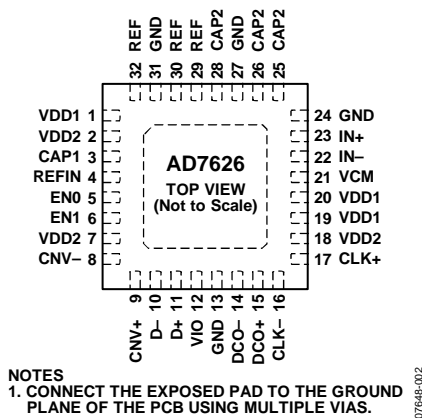 32 REF
31 GND
30 REF
29 REF
28 CAP2
27 GND
26 CAP2
25 CAP2
VDD1 1
VDD2 2
CAP1 3
REFIN 4
EN0 5
EN1 6
VDD2 7
CNV– 8
AD7626
TOP VIEW
(Not to Scale)
24 GND
23 IN+
22 IN–
21 VCM
20 VDD1
19 VDD1
18 VDD2
17 CLK+
CNV+ 9
D– 10
D+ 11
VIO 12
GND 13
DCO– 14
DCO+ 15
CLK– 16
NOTES
1. CONNECT THE EXPOSED PAD TO THE GROUND
PLANE OF THE PCB USING MULTIPLE VIAS.
07648-002